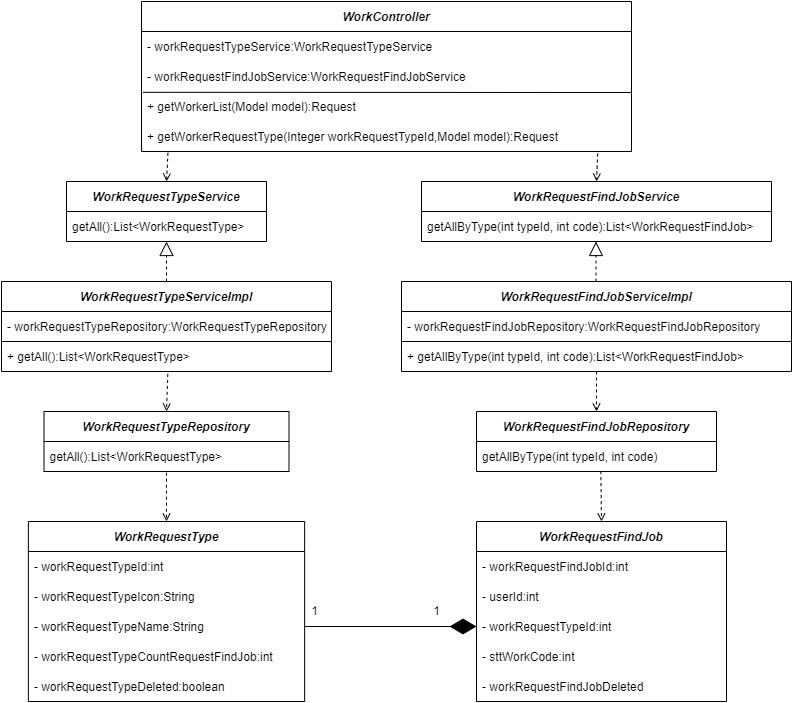 WorkController
- workRequestTypeService:WorkRequestTypeService
- workRequestFindJobService:WorkRequestFindJobService
+ getWorkerList(Model model):Request
+ getWorkerRequestType(Integer workRequestTypeId,Model model):Request
WorkRequestTypeService
getAll():List<WorkRequestType>
WorkRequestFindJobService
getAllByType(int typeId, int code):List<WorkRequestFindJob>
WorkRequestTypeServiceImpl
- workRequestTypeRepository:WorkRequestTypeRepository
+ getAll():List<WorkRequestType>
WorkRequestFindJobServiceImpl
- workRequestFindJobRepository:WorkRequestFindJobRepository
+ getAllByType(int typeId, int code):List<WorkRequestFindJob>
WorkRequestTypeRepository
getAll():List<WorkRequestType>
WorkRequestFindJobRepository
getAllByType(int typeId, int code)
WorkRequestType
- workRequestTypeId:int
- workRequestTypeIcon:String
- workRequestTypeName:String
- workRequestTypeCountRequestFindJob:int
- workRequestTypeDeleted:boolean
1
1
WorkRequestFindJob
- workRequestFindJobId:int
- userId:int
- workRequestTypeId:int
- sttWorkCode:int
- workRequestFindJobDeleted